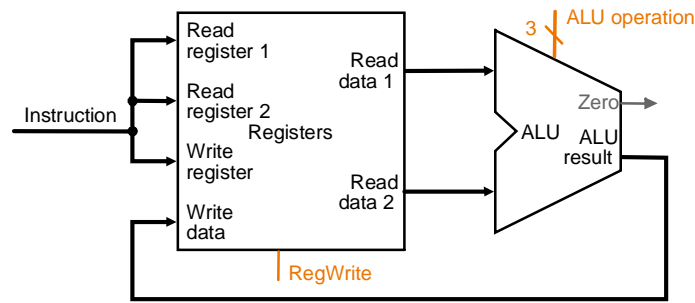 ALU operation
3
Read
register 1
Read
data 1
Read
register 2
Instruction
Registers
Zero
ALU
ALU
result
Write
register
Read
data 2
Write
data
RegWrite